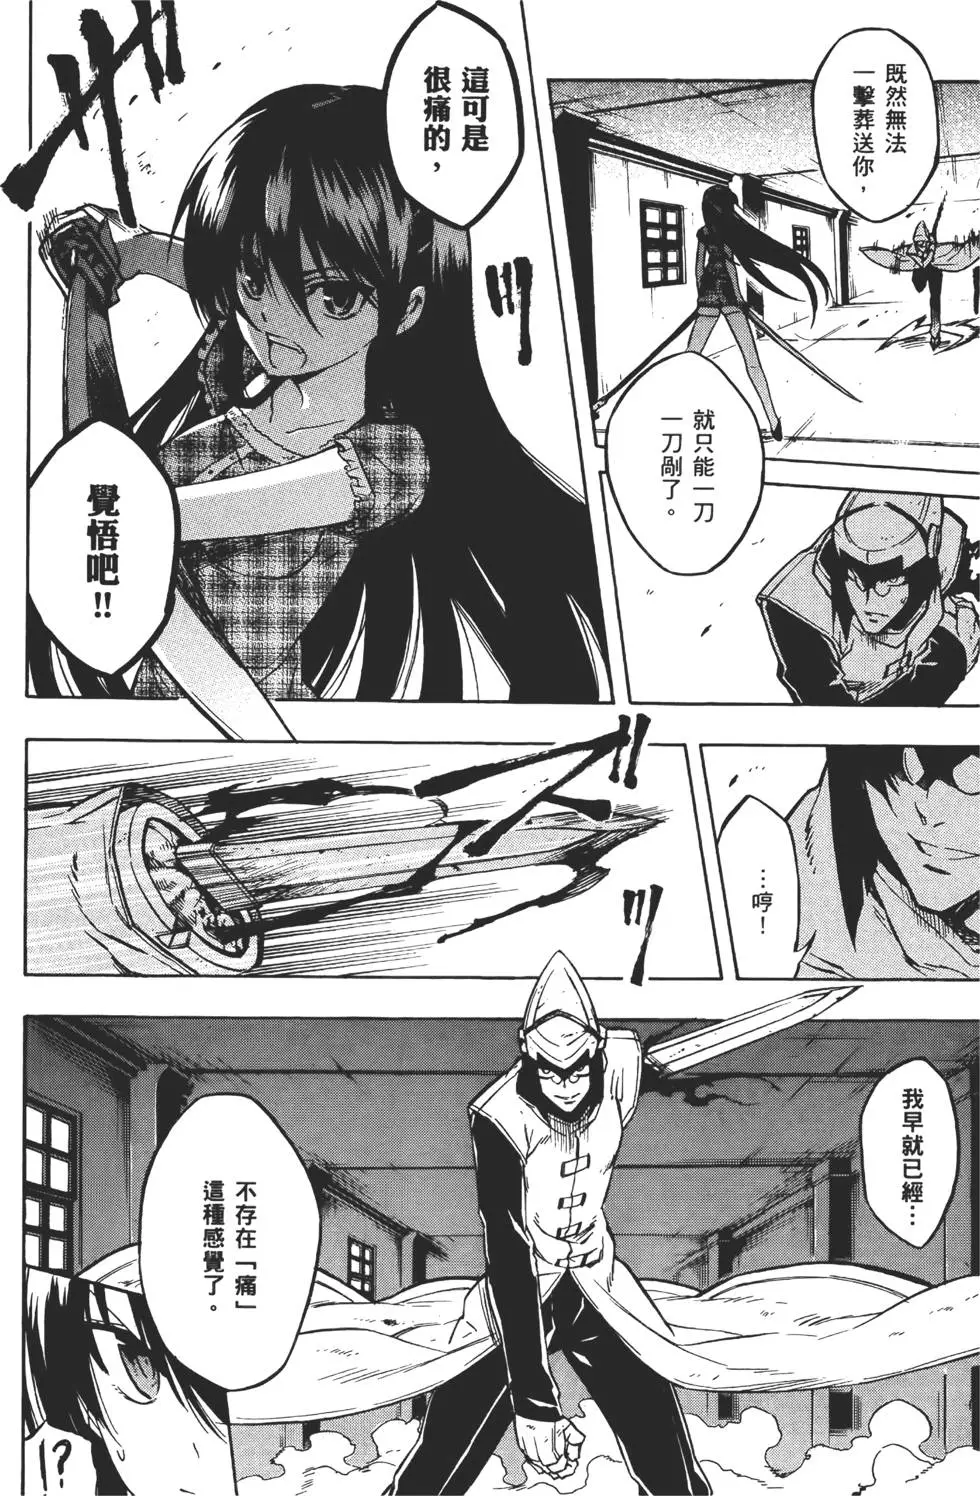 既然無法
一擊葬送你，
就只能一刀
一刀剮了。
這可是
很痛的，
覺悟吧!!
…哼！
我早就已經…
不存在「痛」
這種感覺了。
!?